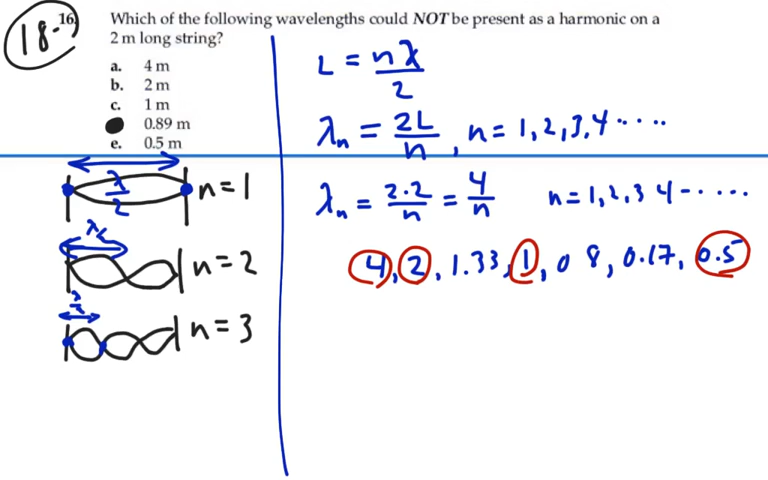 18-
16. Which of the following wavelengths could NOT be present as a harmonic on a
2 m long string?
a. 4 m
b. 2 m
c. 1 m
0.89 m
e. 0.5 m
L = nλ/2
λn = 2L/n, n = 1, 2, 3, 4 .....
λn = 2·2/n = 4/n n = 1, 2, 3 4 - .....
4, 2, 1.33, 1, 0 8, 0.17, 0.5
λ/2 n = 1
n = 2
n = 3